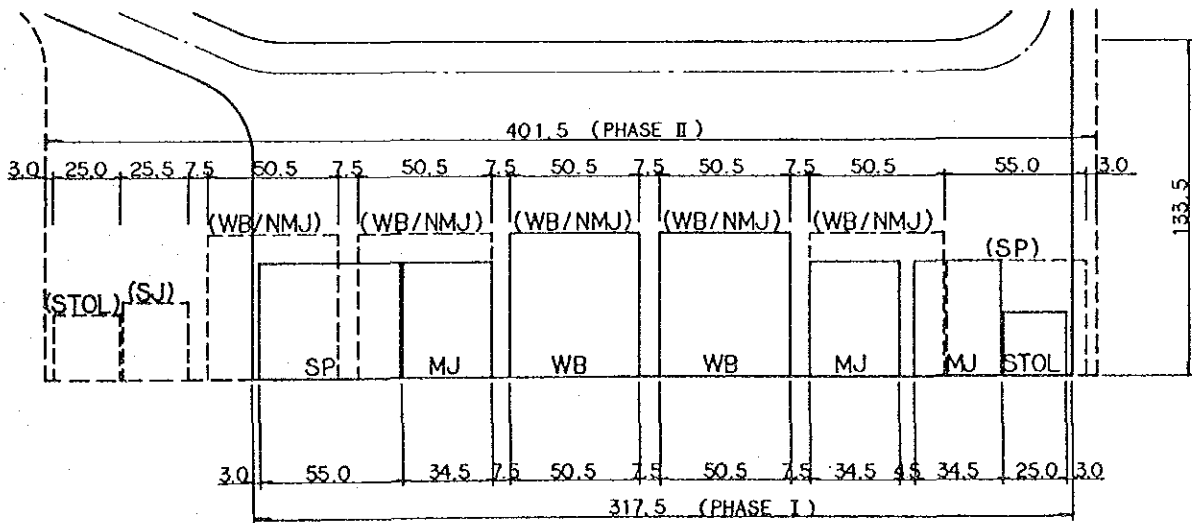 401.5 (PHASE II)
3.0 25.0 25.5 7.5 50.5 7.5 50.5 7.5 50.5 7.5 50.5 7.5 50.5 55.0 3.0
133.5
(WB/NMJ) (WB/NMJ) (WB/NMJ) (WB/NMJ) (WB/NMJ)
(SP)
(STOL) (SJ)
SP MJ WB WB MJ MJ STOL
3.0 55.0 34.5 7.5 50.5 7.5 50.5 7.5 34.5 4.5 34.5 25.0 3.0
317.5 (PHASE I)